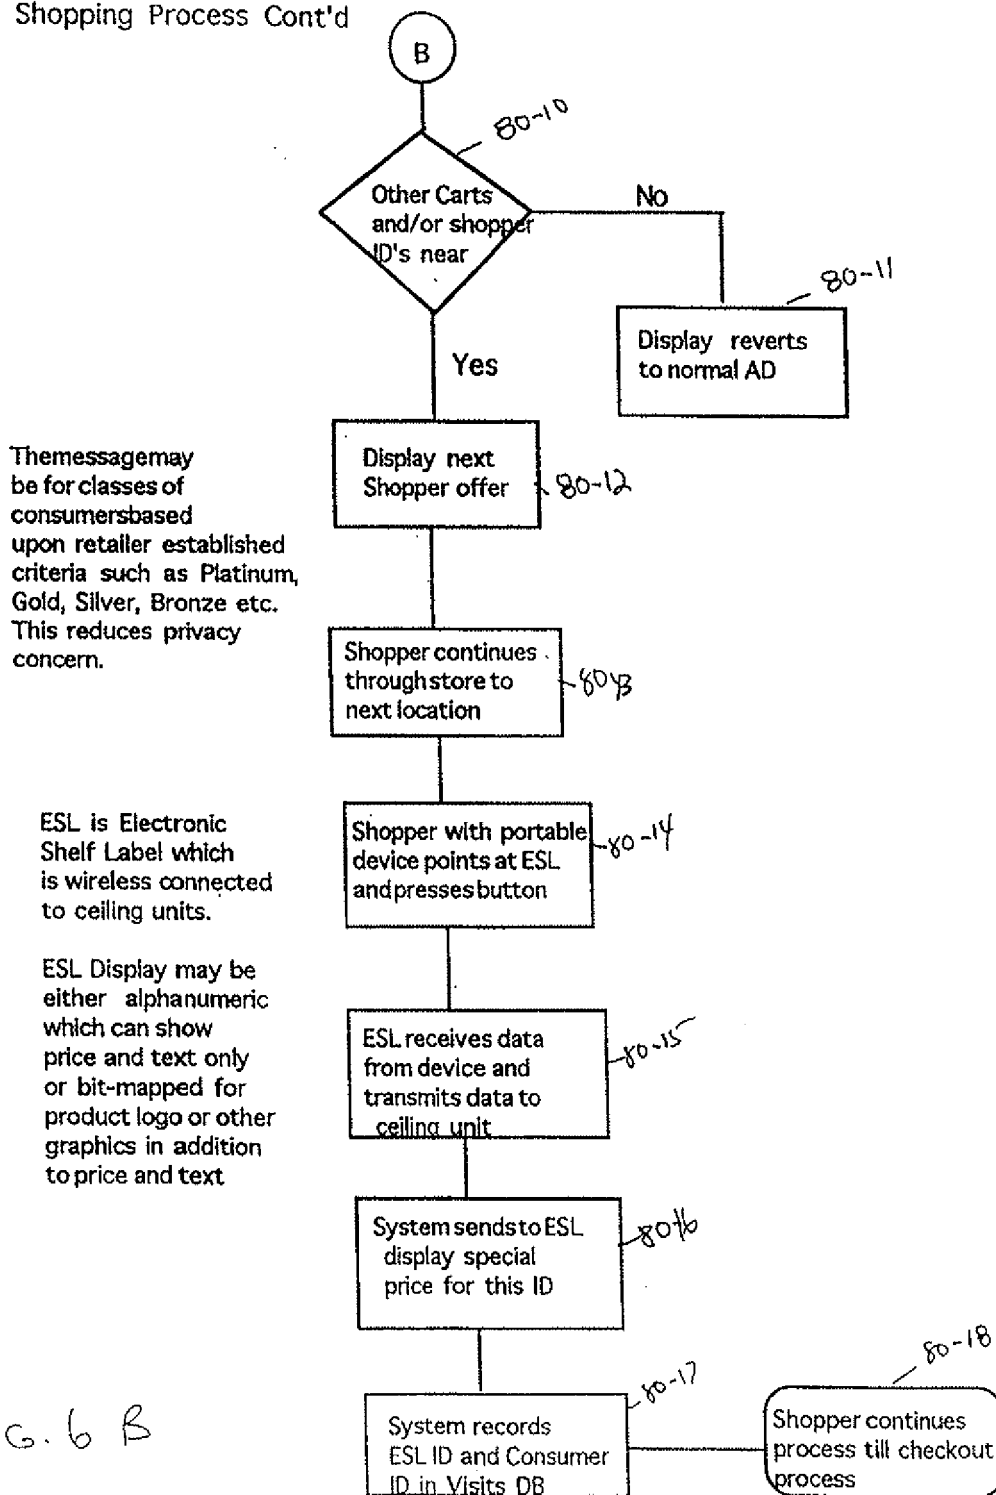 Shopping Process Cont'd
B
80-10
Other Carts
and/or shopper
ID's near
No
80-11
Display reverts
to normal AD
Yes
Display next
Shopper offer
80-12
Themessagemay
be for classes of
consumersbased
upon retailer established
criteria such as Platinum,
Gold, Silver, Bronze etc.
This reduces privacy
concern.
Shopper continues
through store to
next location
80-13
ESL is Electronic
Shelf Label which
is wireless connected
to ceiling units.
Shopper with portable
device points at ESL
and presses button
80-14
ESL Display may be
either alphanumeric
which can show
price and text only
or bit-mapped for
product logo or other
graphics in addition
to price and text
ESL receives data
from device and
transmits data to
ceiling unit
80-15
System sends to ESL
display special
price for this ID
80-16
80-17
System records
ESL ID and Consumer
ID in Visits DB
80-18
Shopper continues
process till checkout
process
G. 6 B